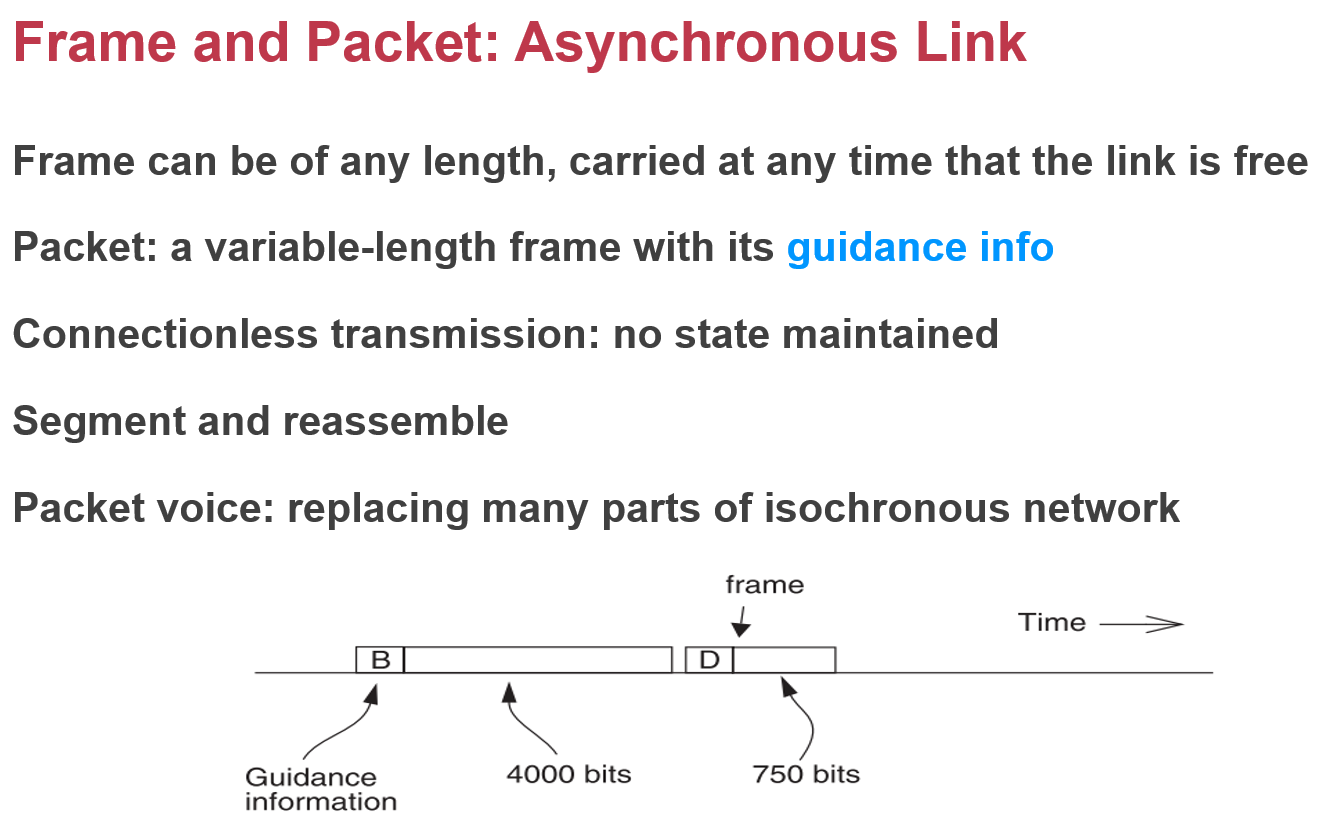 Frame and Packet: Asynchronous Link
Frame can be of any length, carried at any time that the link is free
Packet: a variable-length frame with its guidance info
Connectionless transmission: no state maintained
Segment and reassemble
Packet voice: replacing many parts of isochronous network
frame
Time
B
D
Guidance
information
4000 bits
750 bits